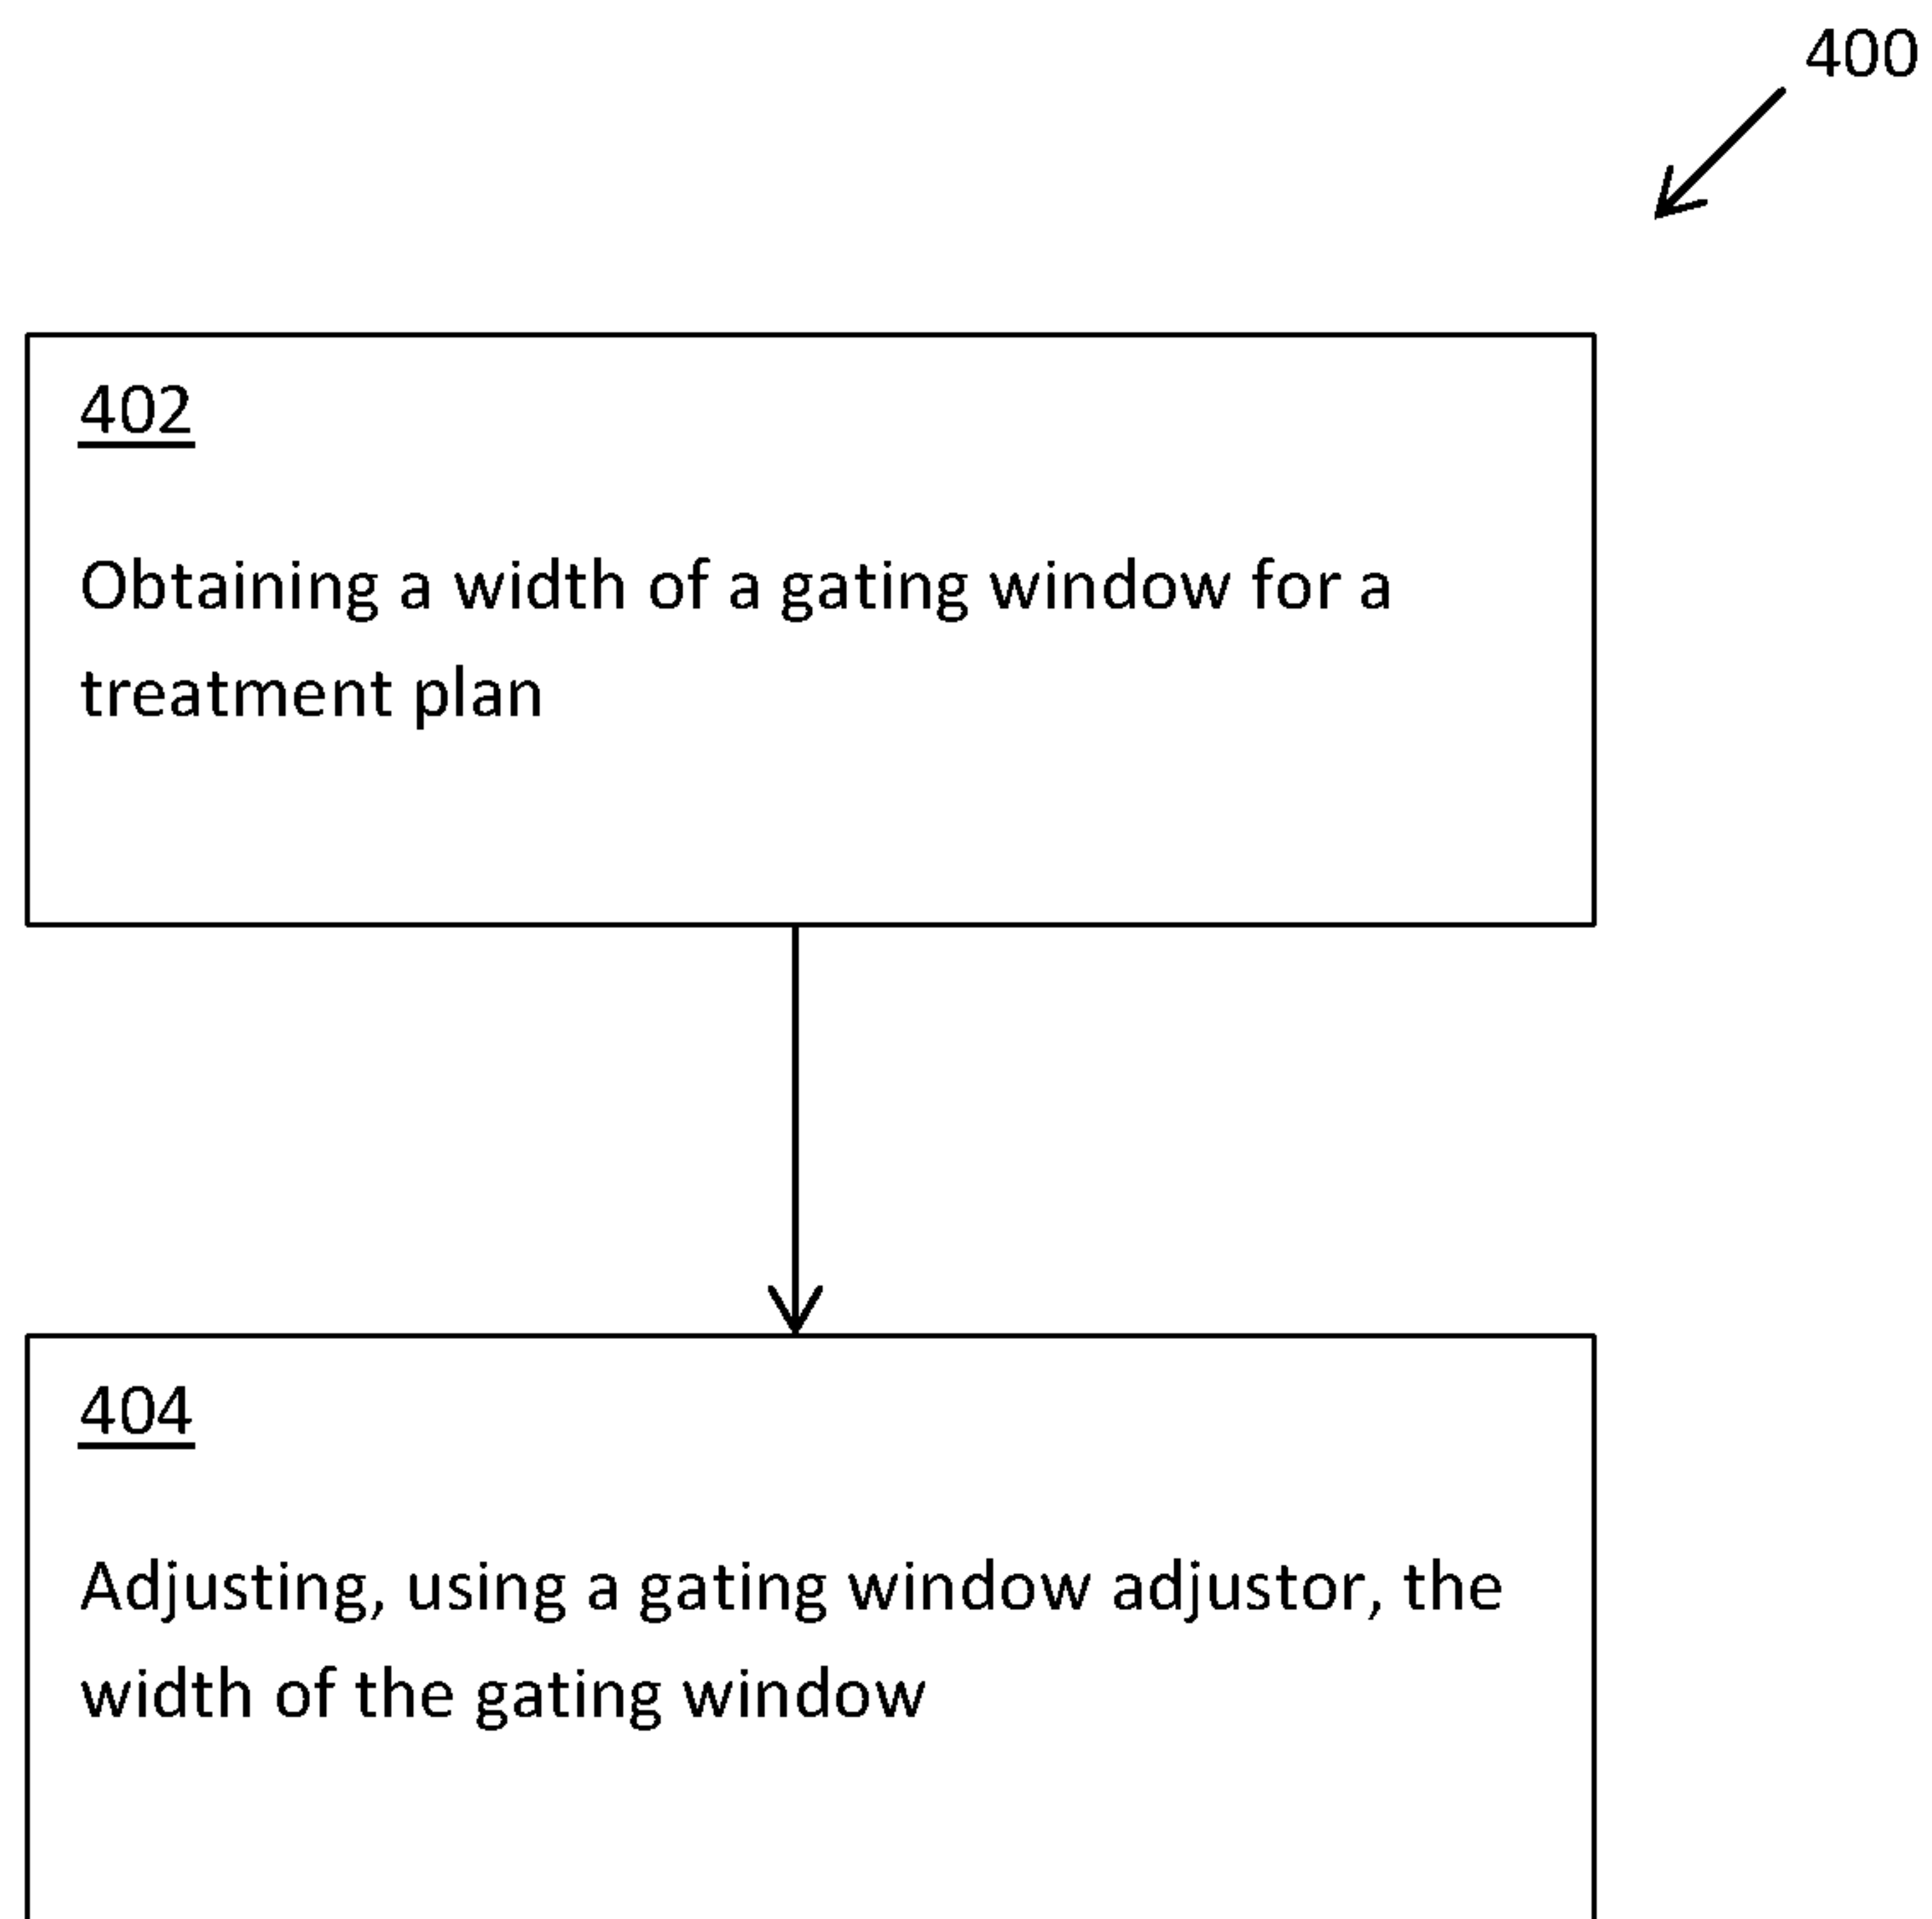 400
402
Obtaining a width of a gating window for a
treatment plan
404
Adjusting, using a gating window adjustor, the
width of the gating window